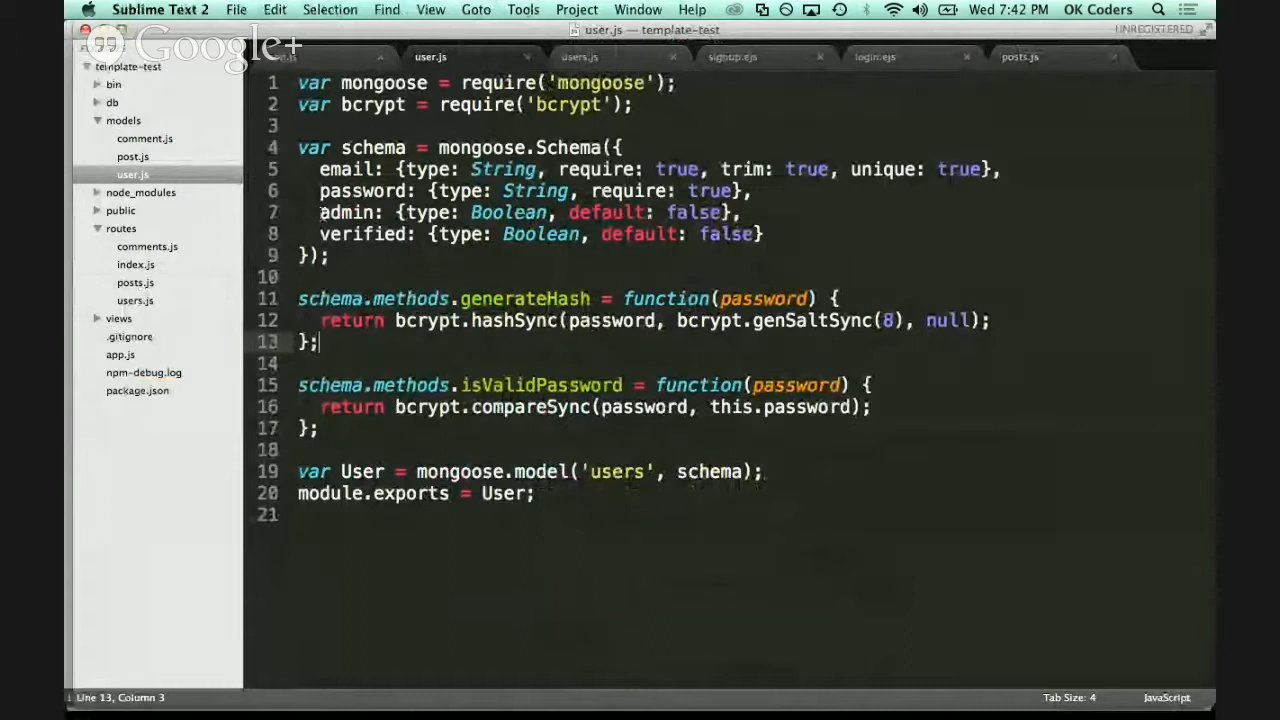 Sublime Text 2 File Edit Selection Find View Goto Tools Project Window Help Wed 7:42 PM OK Coders
user.js — template-test UNREGISTERED
Google+
user.js users.js signup.ejs login.ejs posts.js
template-test
bin
db
models
comment.js
post.js
user.js
node_modules
public
routes
comments.js
index.js
posts.js
users.js
views
.gitignore
app.js
npm-debug.log
package.json
1 var mongoose = require('mongoose');
2 var bcrypt = require('bcrypt');
3
4 var schema = mongoose.Schema({
5 email: {type: String, require: true, trim: true, unique: true},
6 password: {type: String, require: true},
7 admin: {type: Boolean, default: false},
8 verified: {type: Boolean, default: false}
9 });
10
11 schema.methods.generateHash = function(password) {
12 return bcrypt.hashSync(password, bcrypt.genSaltSync(8), null);
13 };
14
15 schema.methods.isValidPassword = function(password) {
16 return bcrypt.compareSync(password, this.password);
17 };
18
19 var User = mongoose.model('users', schema);
20 module.exports = User;
21
Line 13, Column 3 Tab Size: 4 JavaScript